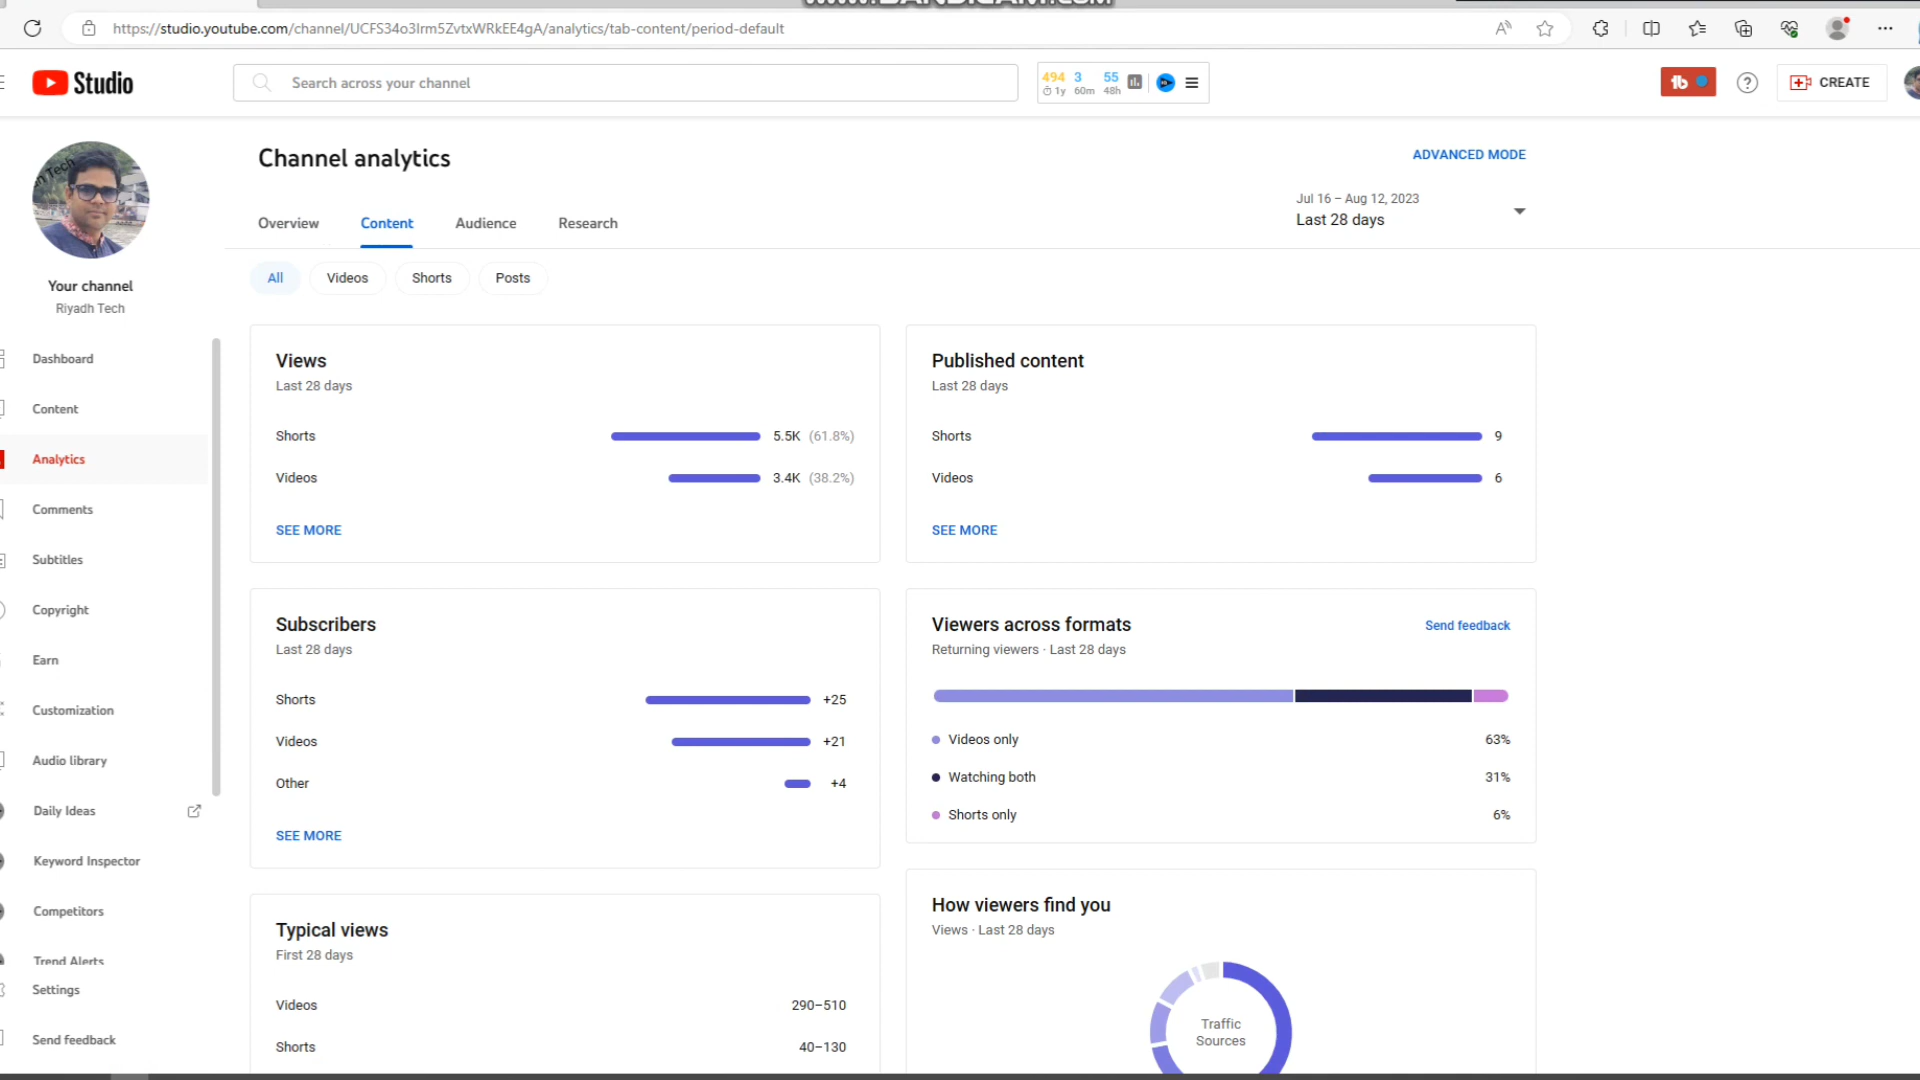 www.BANDICAM.com
https://studio.youtube.com/channel/UCFS34o3Irm5ZvtxWRkEE4gA/analytics/tab-content/period-default
Studio
Search across your channel
494 3 55
1y 60m 48h
CREATE
Your channel
Riyadh Tech
Dashboard
Content
Analytics
Comments
Subtitles
Copyright
Earn
Customization
Audio library
Daily Ideas
Keyword Inspector
Competitors
Trend Alerts
Settings
Send feedback
Channel analytics
ADVANCED MODE
Overview Content Audience Research
Jul 16 – Aug 12, 2023
Last 28 days
All Videos Shorts Posts
Views
Last 28 days
Shorts 5.5K (61.8%)
Videos 3.4K (38.2%)
SEE MORE
Published content
Last 28 days
Shorts 9
Videos 6
SEE MORE
Subscribers
Last 28 days
Shorts +25
Videos +21
Other +4
SEE MORE
Viewers across formats
Send feedback
Returning viewers · Last 28 days
Videos only 63%
Watching both 31%
Shorts only 6%
Typical views
First 28 days
Videos 290–510
Shorts 40–130
How viewers find you
Views · Last 28 days
Traffic
Sources